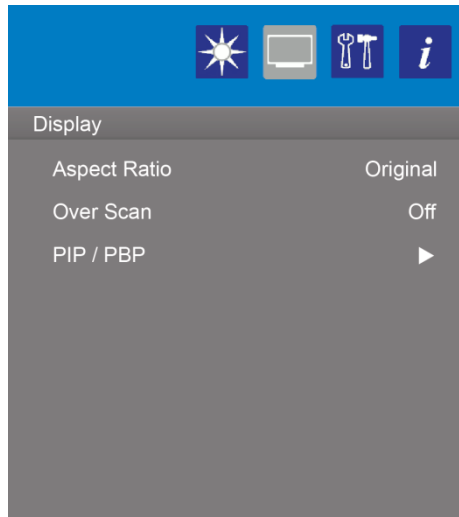 i
Display
Aspect Ratio Original
Over Scan Off
PIP / PBP